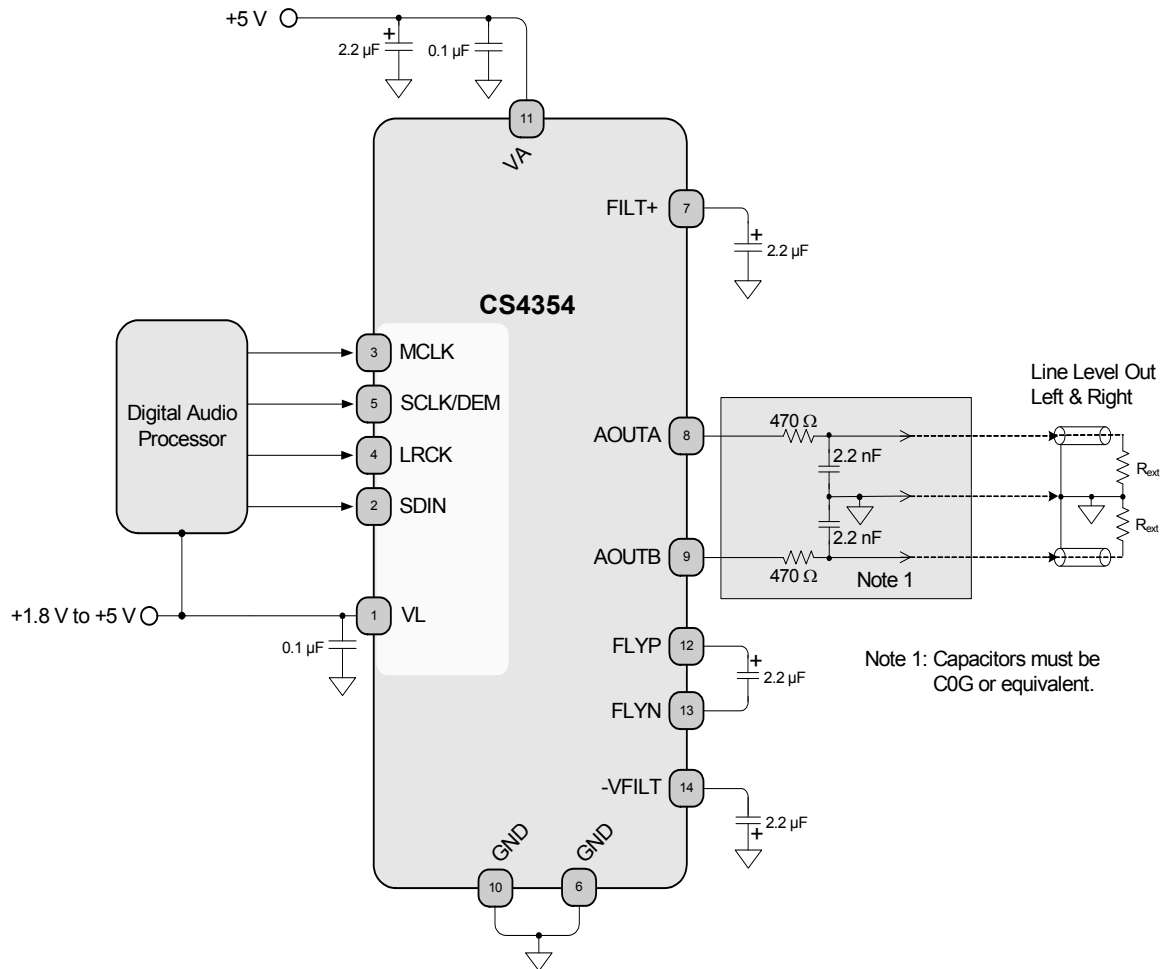 +5 V
2.2 µF
+
0.1 µF
11
VA
FILT+
7
+
2.2 µF
CS4354
Digital Audio
Processor
3
MCLK
5
SCLK/DEM
4
LRCK
2
SDIN
+1.8 V to +5 V
1
VL
0.1 µF
AOUTA
8
470 Ω
2.2 nF
2.2 nF
AOUTB
9
470 Ω
Note 1
Line Level Out
Left & Right
Rext
Rext
FLYP
12
+
2.2 µF
FLYN
13
Note 1: Capacitors must be
C0G or equivalent.
-VFILT
14
2.2 µF
+
GND
GND
10
6